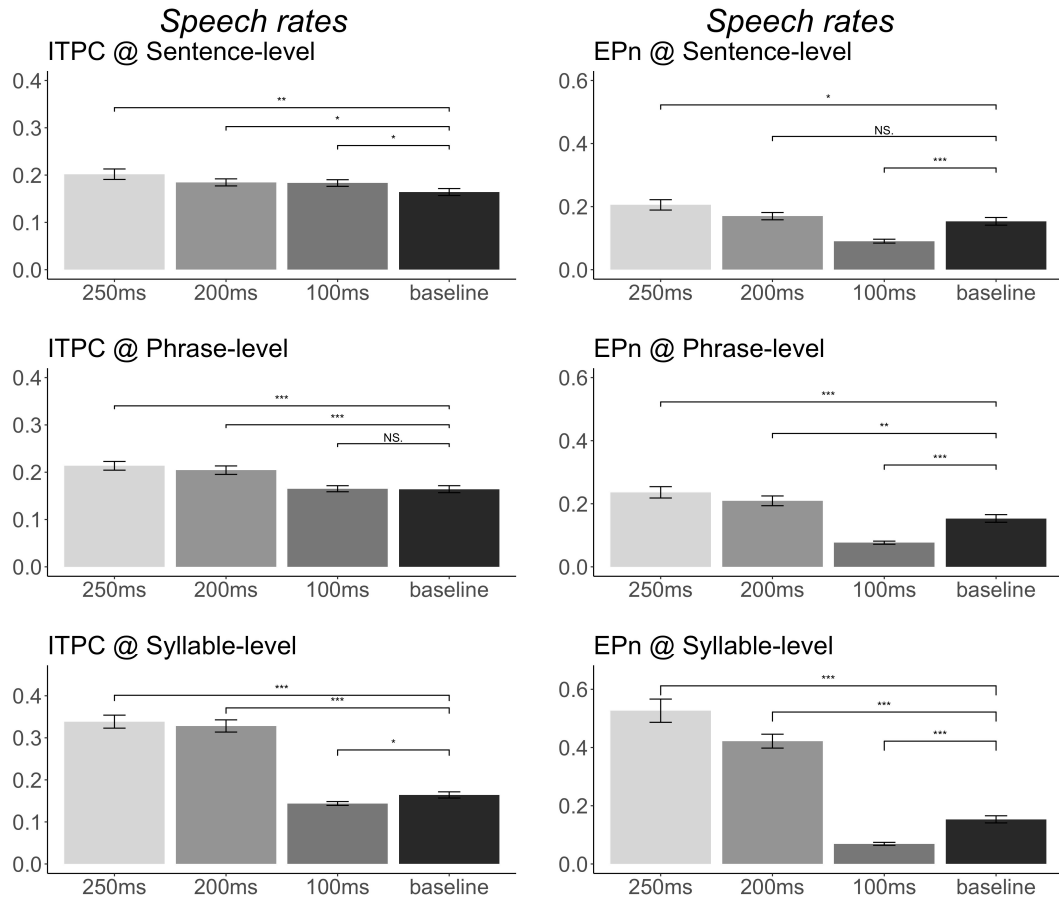 Speech rates
ITPC @ Sentence-level
0.4
**
*
0.3
*
0.2
0.1
0.0
250ms 200ms 100ms baseline
Speech rates
EPn @ Sentence-level
0.6
*
NS.
0.4
***
0.2
0.0
250ms 200ms 100ms baseline
ITPC @ Phrase-level
0.4
***
***
0.3
NS.
0.2
0.1
0.0
250ms 200ms 100ms baseline
EPn @ Phrase-level
0.6
***
**
0.4
***
0.2
0.0
250ms 200ms 100ms baseline
ITPC @ Syllable-level
0.4
***
***
0.3
*
0.2
0.1
0.0
250ms 200ms 100ms baseline
EPn @ Syllable-level
0.6
***
***
***
0.4
0.2
0.0
250ms 200ms 100ms baseline